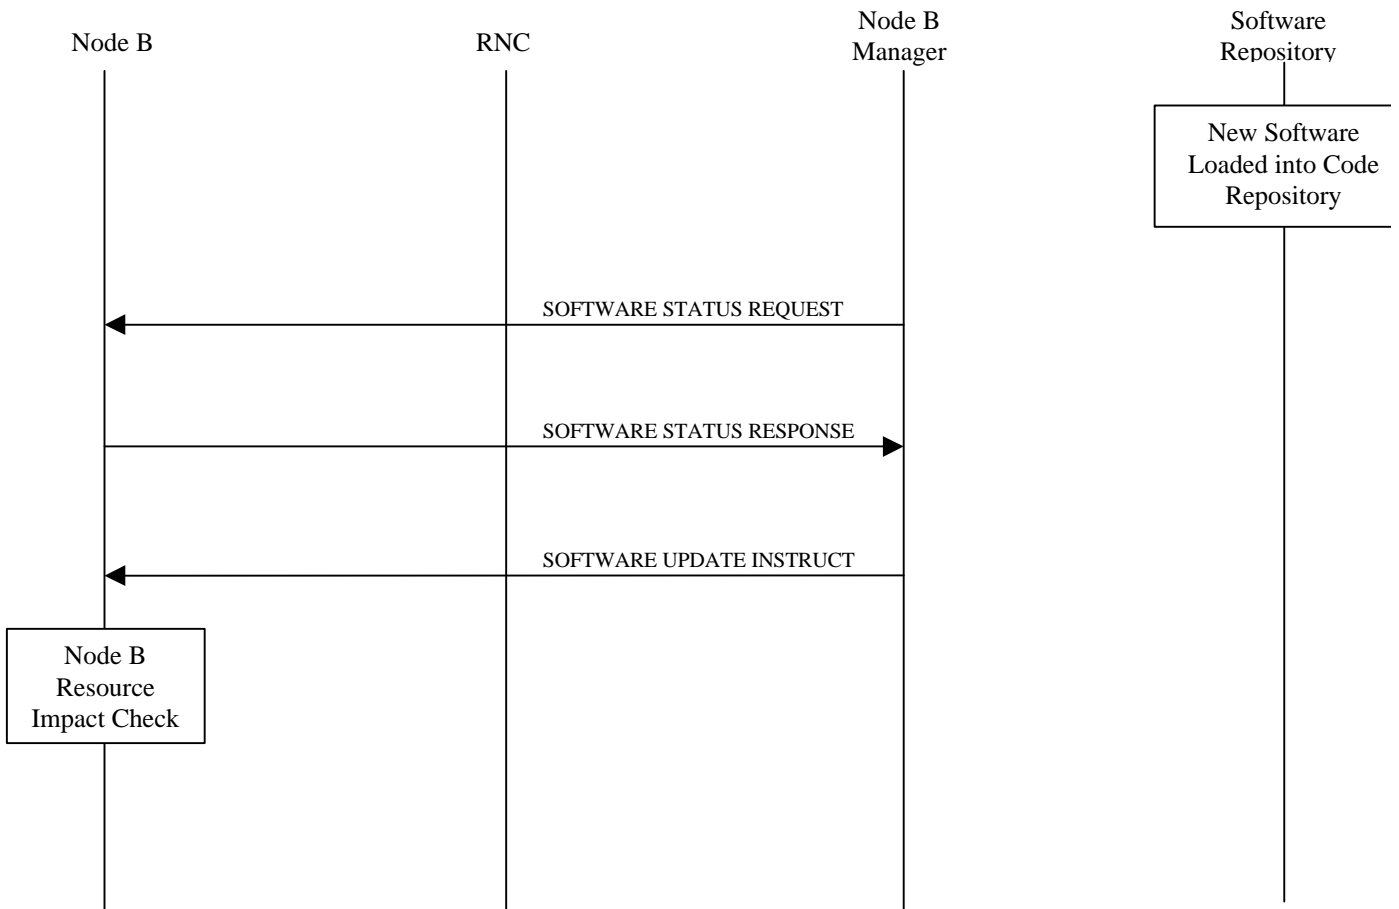 Node B
RNC
Node B
Manager
Software
Repository
New Software
Loaded into Code
Repository
SOFTWARE STATUS REQUEST
SOFTWARE STATUS RESPONSE
SOFTWARE UPDATE INSTRUCT
Node B
Resource
Impact Check